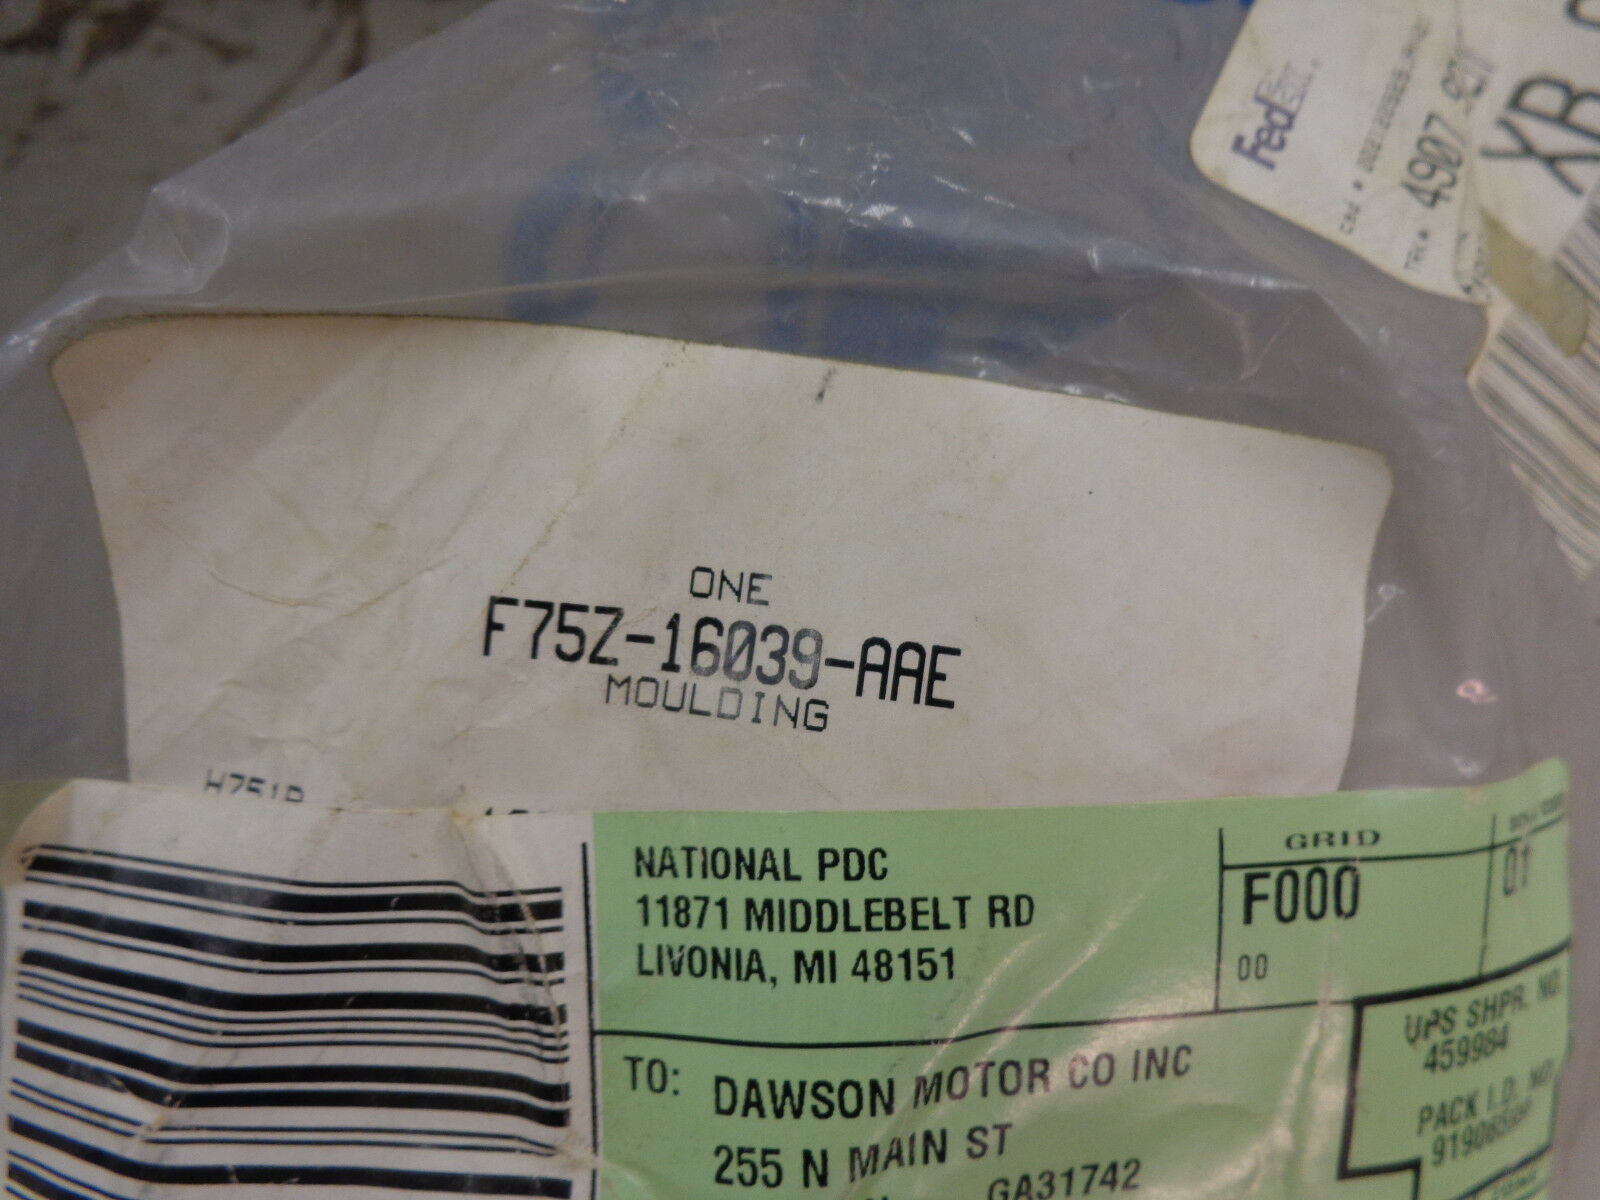 FedEx
TRK# 4907
XB
ONE
F75Z-16039-AAE
MOULDING
NATIONAL PDC
11871 MIDDLEBELT RD
LIVONIA, MI 48151
GRID
F000
01
00
UPS SHPR. NO.
459984
PACK I.D. NO.
TO: DAWSON MOTOR CO INC
255 N MAIN ST
GA31742